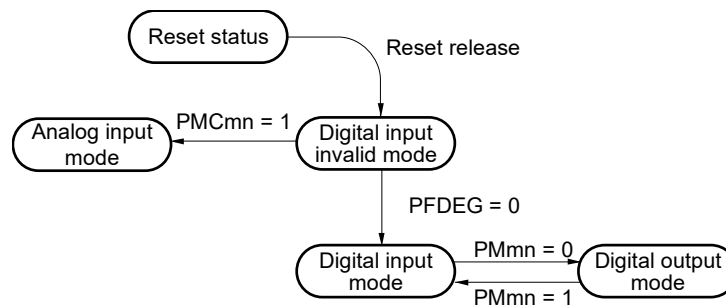 Reset status
Reset release
PMCmn = 1
Analog input
mode
Digital input
invalid mode
PFDEG = 0
Digital input
mode
PMmn = 0
PMmn = 1
Digital output
mode